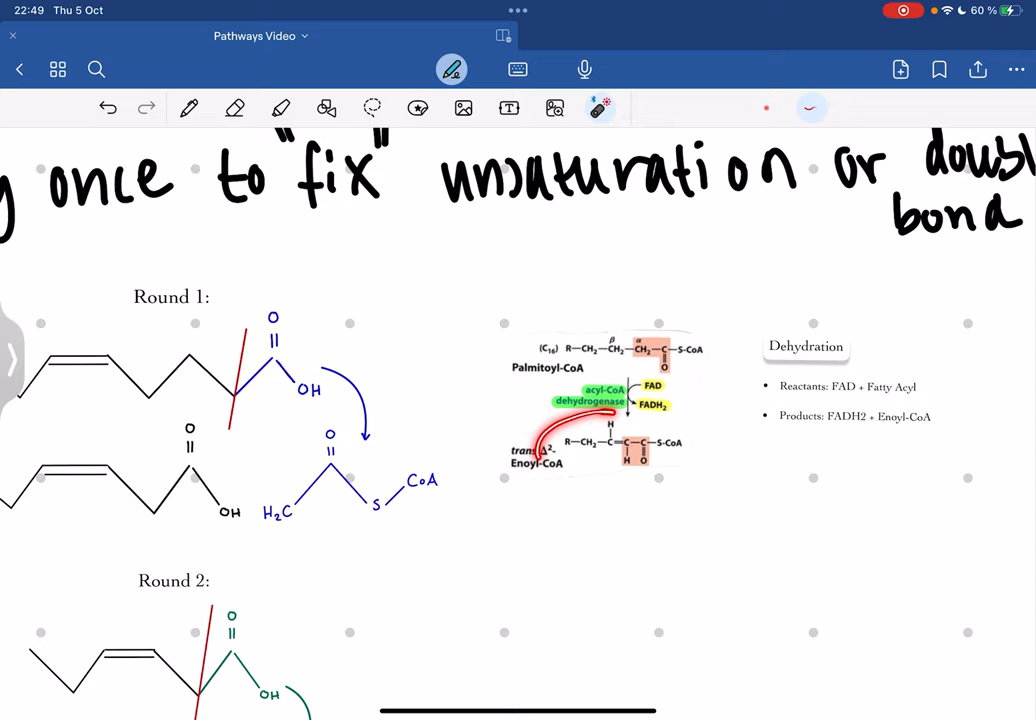 22:49 Thu 5 Oct
60 %
Pathways Video
y once to "fix" unsaturation or doubl
bond
Round 1:
O
OH
O
OH
O
H₂C
S
CoA
(C₁₆) R—CH₂—CH₂—CH₂—C—S-CoA
β
α
O
Palmitoyl-CoA
acyl-CoA
dehydrogenase
FAD
FADH₂
H
R—CH₂—C=C—C—S-CoA
H O
trans-Δ²-
Enoyl-CoA
Dehydration
• Reactants: FAD + Fatty Acyl
• Products: FADH2 + Enoyl-CoA
Round 2:
O
OH